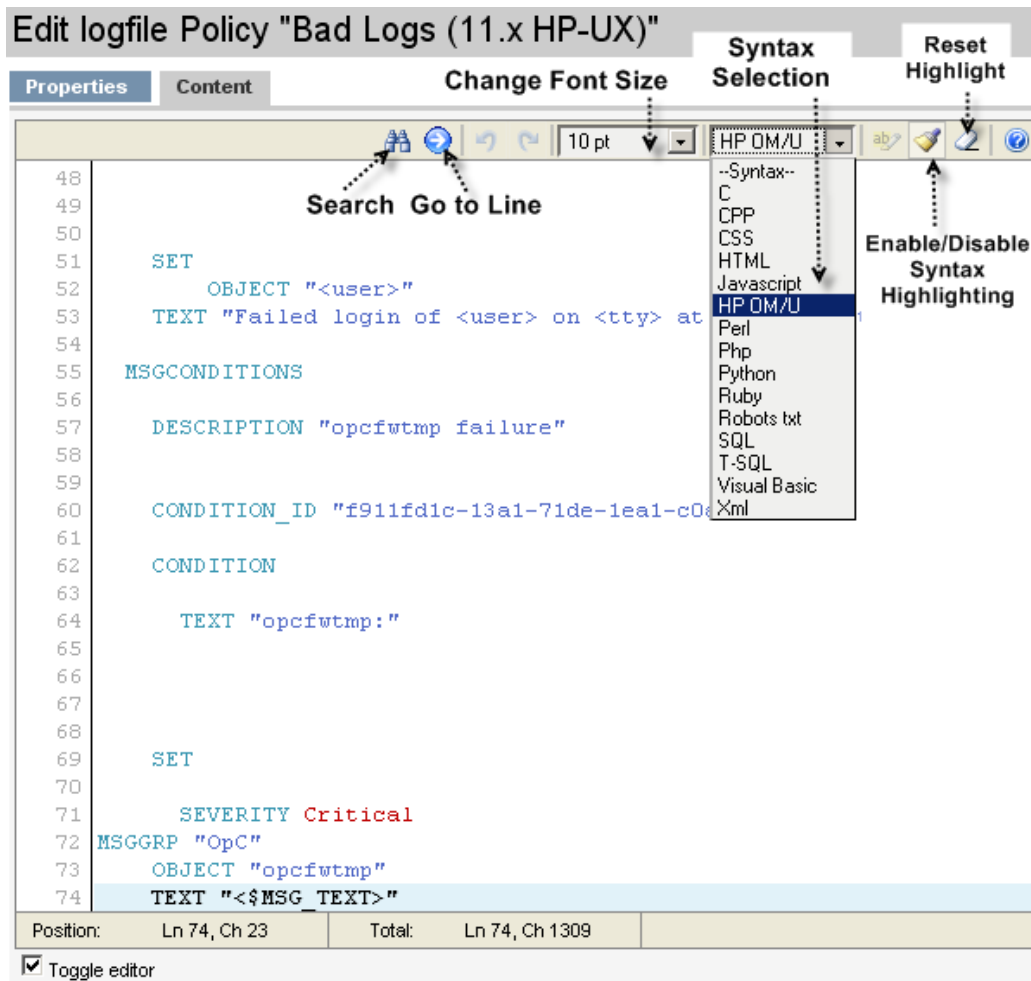 Edit logfile Policy "Bad Logs (11.x HP-UX)"
Syntax Selection
Reset Highlight
Change Font Size
Properties
Content
10 pt
HP OM/U
Search
Go to Line
Enable/Disable Syntax Highlighting
--Syntax--
C
CPP
CSS
HTML
Javascript
HP OM/U
Perl
Php
Python
Ruby
Robots txt
SQL
T-SQL
Visual Basic
Xml
48
49
50
51 SET
52 OBJECT "<user>"
53 TEXT "Failed login of <user> on <tty> at
54
55 MSGCONDITIONS
56
57 DESCRIPTION "opcfwtmp failure"
58
59
60 CONDITION_ID "f911fd1c-13a1-71de-1ea1-c0
61
62 CONDITION
63
64 TEXT "opcfwtmp:"
65
66
67
68
69 SET
70
71 SEVERITY Critical
72 MSGGRP "OpC"
73 OBJECT "opcfwtmp"
74 TEXT "<$MSG_TEXT>"
Position: Ln 74, Ch 23 Total: Ln 74, Ch 1309
Toggle editor